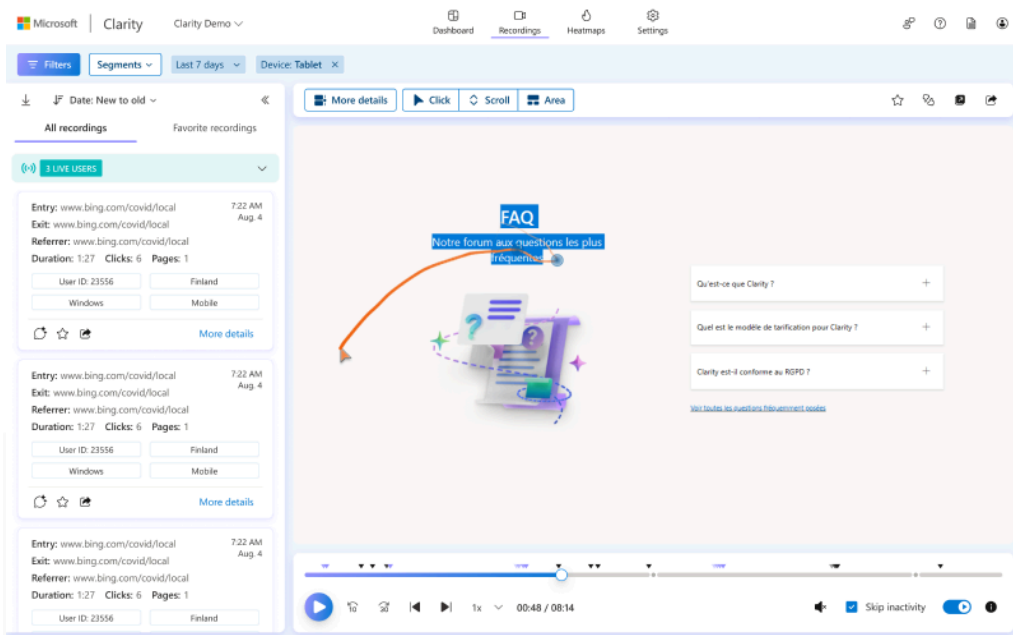 Microsoft
Clarity
Clarity Demo
Dashboard
Recordings
Heatmaps
Settings
Filters
Segments
Last 7 days
Device: Tablet
Date: New to old
All recordings
Favorite recordings
3 LIVE USERS
Entry: www.bing.com/covid/local
7:22 AM
Aug. 4
Exit: www.bing.com/covid/local
Referrer: www.bing.com/covid/local
Duration: 1:27 Clicks: 6 Pages: 1
User ID: 23556
Finland
Windows
Mobile
More details
Entry: www.bing.com/covid/local
7:22 AM
Aug. 4
Exit: www.bing.com/covid/local
Referrer: www.bing.com/covid/local
Duration: 1:27 Clicks: 6 Pages: 1
User ID: 23556
Finland
Windows
Mobile
More details
Entry: www.bing.com/covid/local
7:22 AM
Aug. 4
Exit: www.bing.com/covid/local
Referrer: www.bing.com/covid/local
Duration: 1:27 Clicks: 6 Pages: 1
User ID: 23556
Finland
More details
Click
Scroll
Area
FAQ
Notre forum aux questions les plus
fréquentes
Qu'est-ce que Clarity ?
Quel est le modèle de tarification pour Clarity ?
Clarity est-il conforme au RGPD ?
Voir toutes les questions fréquemment posées
10
30
1x
00:48 / 08:14
Skip inactivity